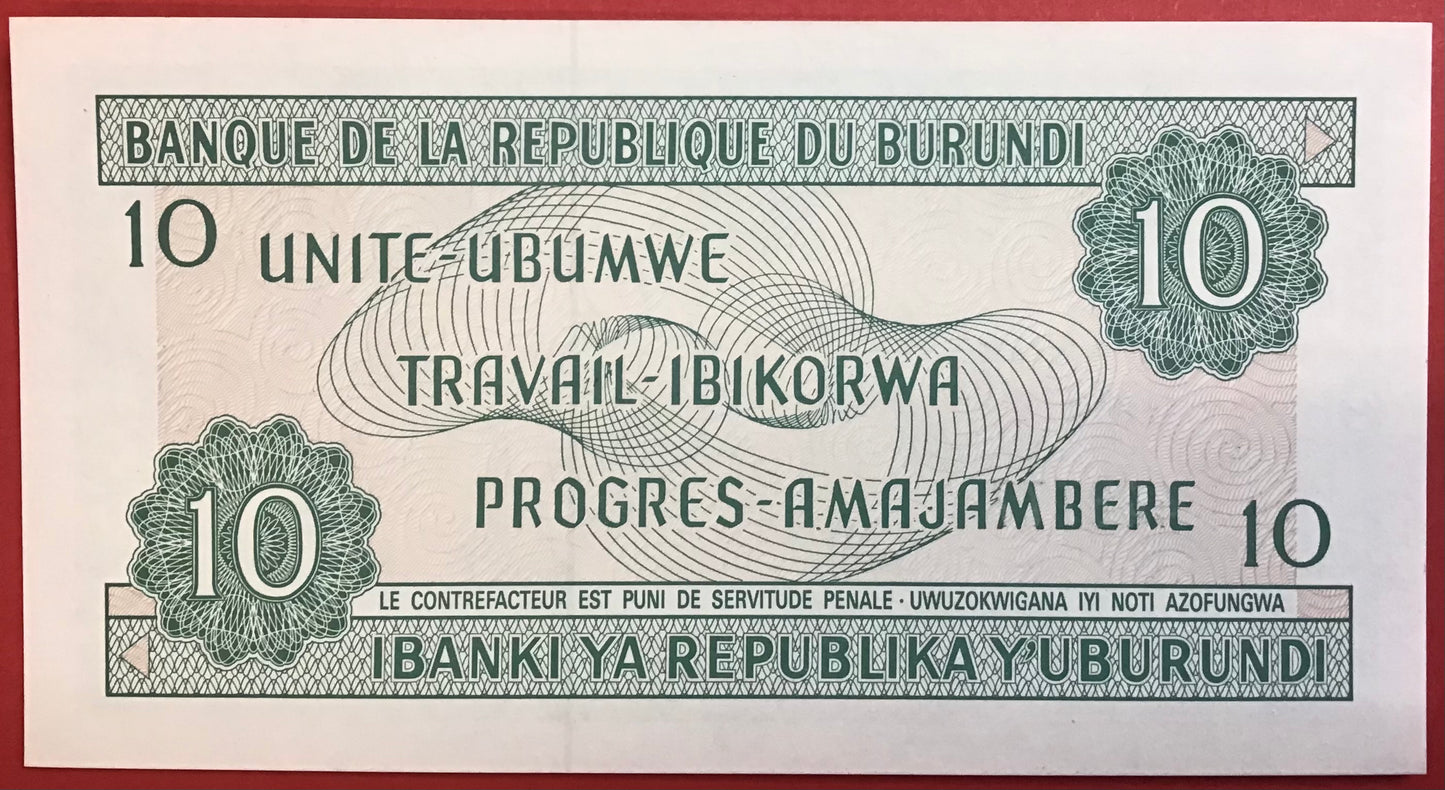 BANQUE DE LA REPUBLIQUE DU BURUNDI
10
10
UNITE-UBUMWE
TRAVAIL-IBIKORWA
PROGRES-AMAJAMBERE
10
10
LE CONTREFACTEUR EST PUNI DE SERVITUDE PENALE · UWUZOKWIGANA IYI NOTI AZOFUNGWA
IBANKI YA REPUBLIKA Y'UBURUNDI